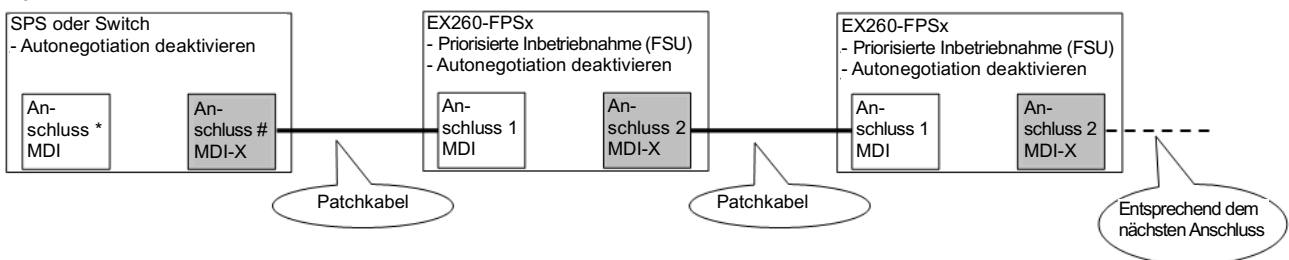 SPS oder Switch
- Autonegotiation deaktivieren
An-
schluss *
MDI
An-
schluss #
MDI-X
EX260-FPSx
- Priorisierte Inbetriebnahme (FSU)
- Autonegotiation deaktivieren
An-
schluss 1
MDI
An-
schluss 2
MDI-X
EX260-FPSx
- Priorisierte Inbetriebnahme (FSU)
- Autonegotiation deaktivieren
An-
schluss 1
MDI
An-
schluss 2
MDI-X
Patchkabel
Patchkabel
Entsprechend dem
nächsten Anschluss